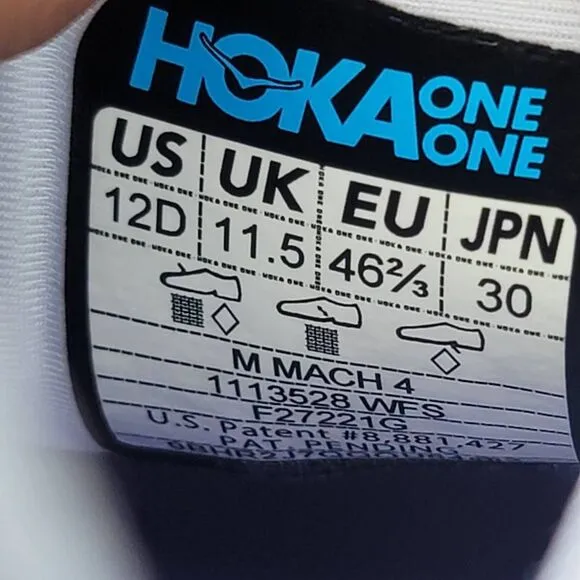 HOKA ONE ONE
US UK EU JPN
12D 11.5 46⅔ 30
M MACH 4
1113528 WFS
F27221G
U.S. Patent #8,881,427
PAT. PENDING